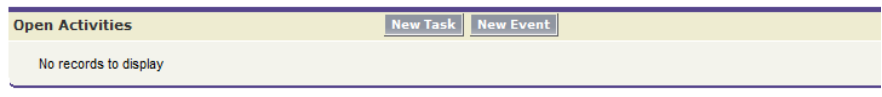 Open Activities New Task New Event
No records to display